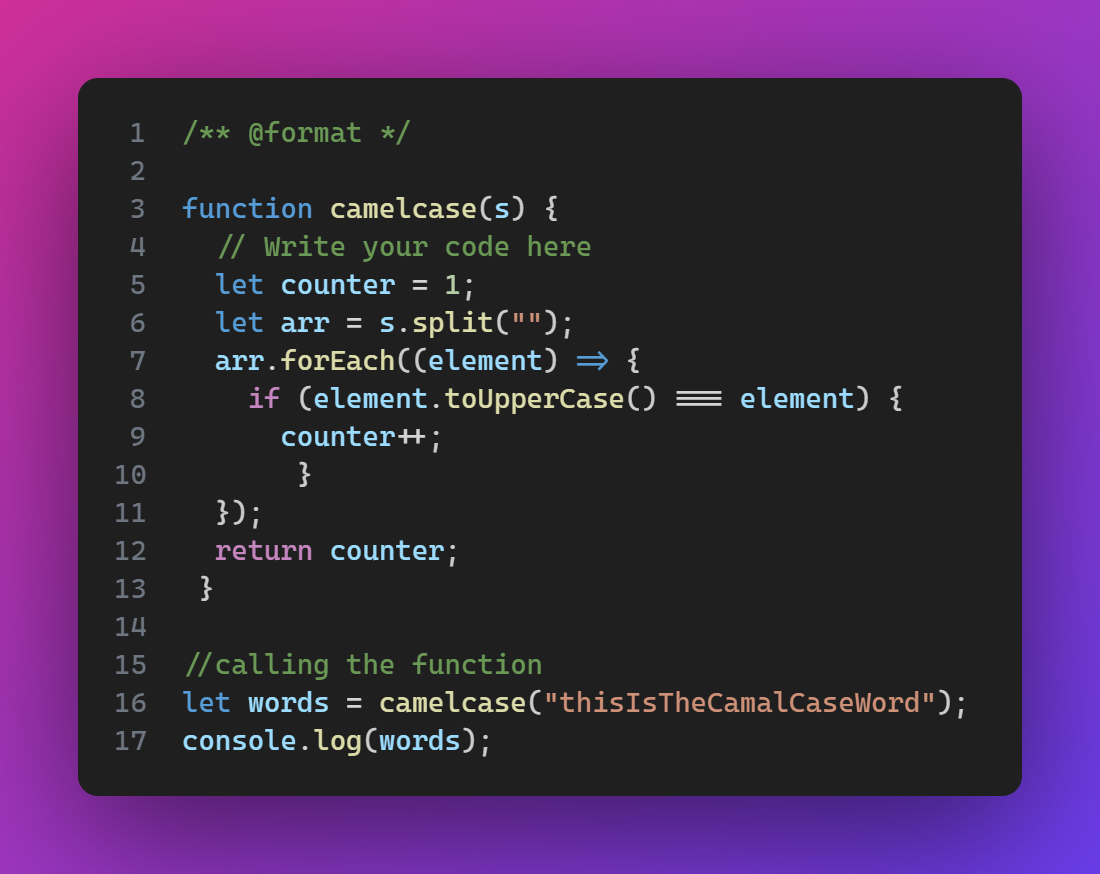 1 /** @format */
2
3 function camelcase(s) {
4   // Write your code here
5   let counter = 1;
6   let arr = s.split("");
7   arr.forEach((element) => {
8     if (element.toUpperCase() === element) {
9       counter++;
10        }
11   });
12   return counter;
13  }
14
15 //calling the function
16 let words = camelcase("thisIsTheCamalCaseWord");
17 console.log(words);